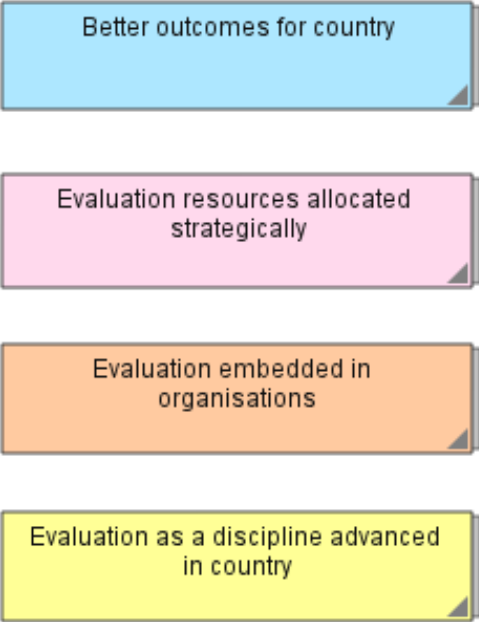 Better outcomes for country
Evaluation resources allocated
strategically
Evaluation embedded in
organisations
Evaluation as a discipline advanced
in country